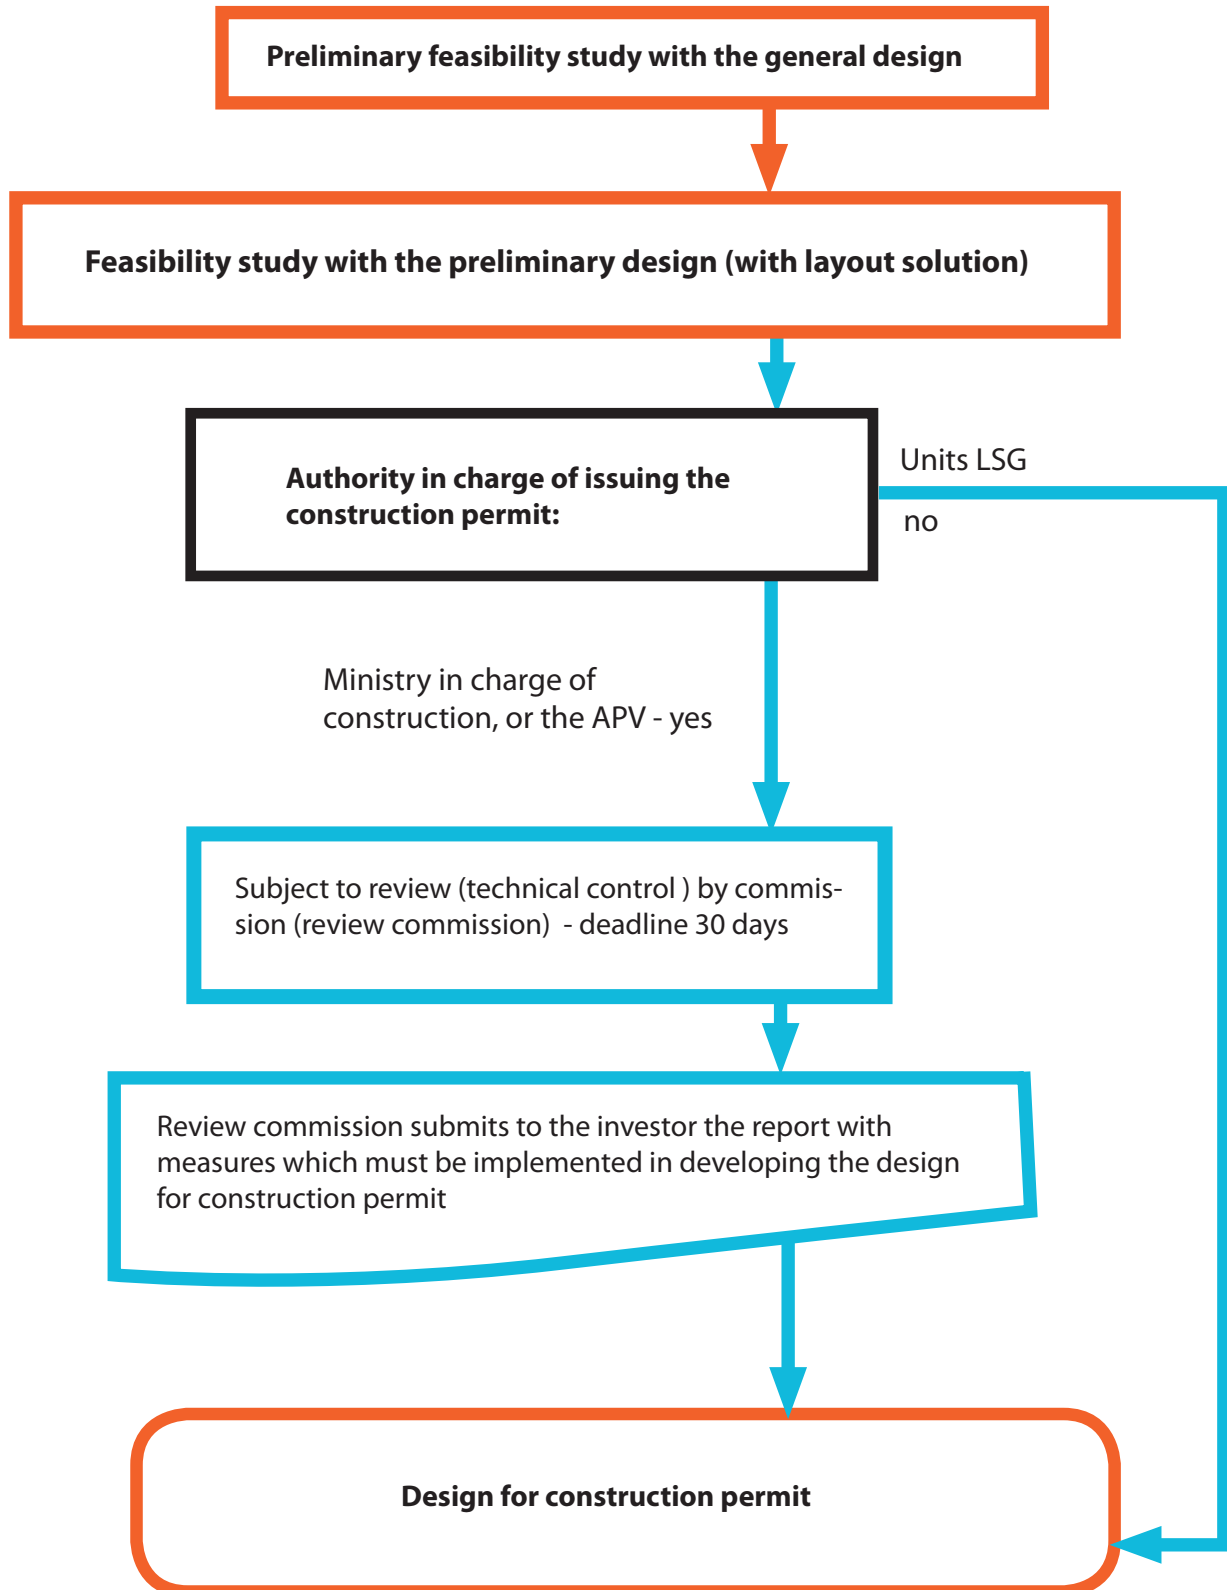 Preliminary feasibility study with the general design
Feasibility study with the preliminary design (with layout solution)
Authority in charge of issuing the
construction permit:
Units LSG
no
Ministry in charge of
construction, or the APV - yes
Subject to review (technical control ) by commis-
sion (review commission)  - deadline 30 days
Review commission submits to the investor the report with
measures which must be implemented in developing the design
for construction permit
Design for construction permit